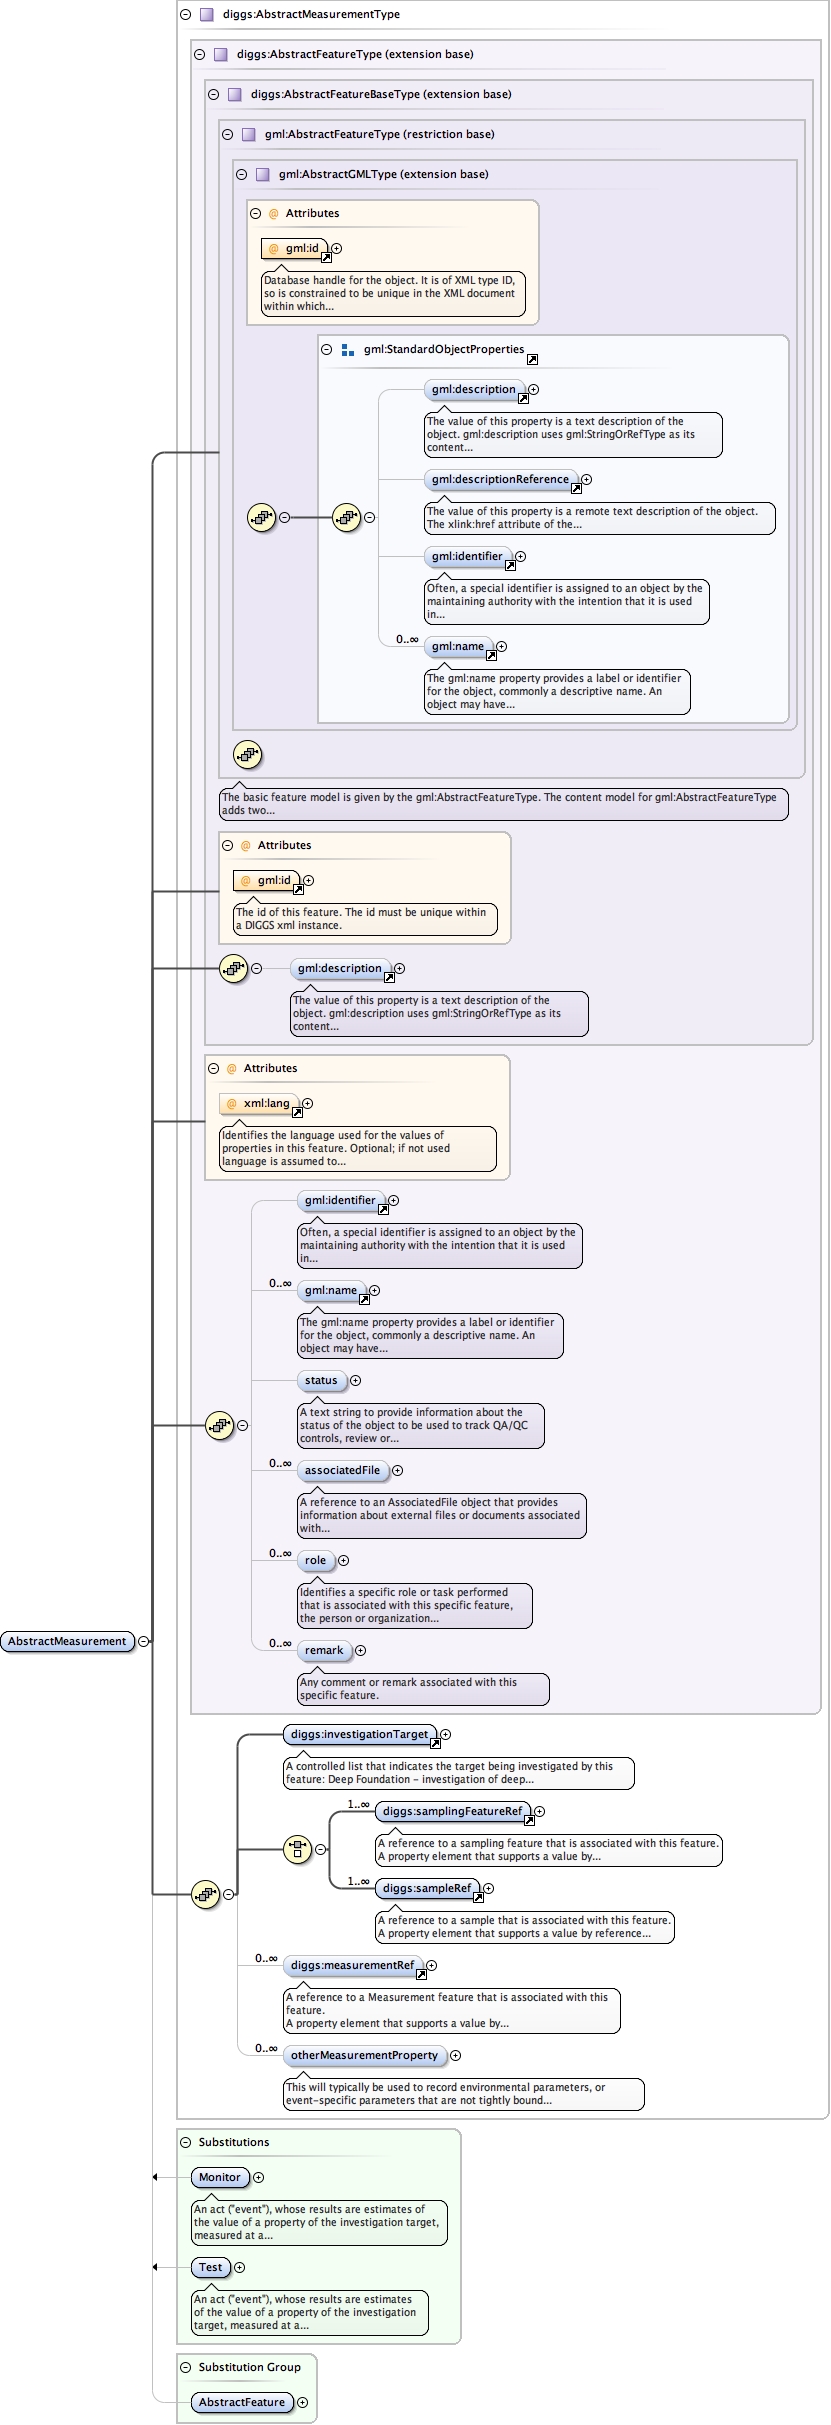 diggs:AbstractMeasurementType
diggs:AbstractFeatureType (extension base)
diggs:AbstractFeatureBaseType (extension base)
gml:AbstractFeatureType (restriction base)
gml:AbstractGMLType (extension base)
@ Attributes
@ gml:id
Database handle for the object. It is of XML type ID,
so is constrained to be unique in the XML document
within which...
gml:StandardObjectProperties
gml:description
The value of this property is a text description of the
object. gml:description uses gml:StringOrRefType as its
content...
gml:descriptionReference
The value of this property is a remote text description of the object.
The xlink:href attribute of the...
gml:identifier
Often, a special identifier is assigned to an object by the
maintaining authority with the intention that it is used
in...
0..∞
gml:name
The gml:name property provides a label or identifier
for the object, commonly a descriptive name. An
object may have...
The basic feature model is given by the gml:AbstractFeatureType. The content model for gml:AbstractFeatureType
adds two...
@ Attributes
@ gml:id
The id of this feature. The id must be unique within
a DIGGS xml instance.
gml:description
The value of this property is a text description of the
object. gml:description uses gml:StringOrRefType as its
content...
@ Attributes
@ xml:lang
Identifies the language used for the values of
properties in this feature. Optional; if not used
language is assumed to...
gml:identifier
Often, a special identifier is assigned to an object by the
maintaining authority with the intention that it is used
in...
0..∞
gml:name
The gml:name property provides a label or identifier
for the object, commonly a descriptive name. An
object may have...
status
A text string to provide information about the
status of the object to be used to track QA/QC
controls, review or...
0..∞
associatedFile
A reference to an AssociatedFile object that provides
information about external files or documents associated
with...
0..∞
role
Identifies a specific role or task performed
that is associated with this specific feature,
the person or organization...
AbstractMeasurement
0..∞
remark
Any comment or remark associated with this
specific feature.
diggs:investigationTarget
A controlled list that indicates the target being investigated by this
feature: Deep Foundation - investigation of deep...
1..∞
diggs:samplingFeatureRef
A reference to a sampling feature that is associated with this feature.
A property element that supports a value by...
1..∞
diggs:sampleRef
A reference to a sample that is associated with this feature.
A property element that supports a value by reference...
0..∞
diggs:measurementRef
A reference to a Measurement feature that is associated with this
feature.
A property element that supports a value by...
0..∞
otherMeasurementProperty
This will typically be used to record environmental parameters, or
event-specific parameters that are not tightly bound...
Substitutions
Monitor
An act ("event"), whose results are estimates of
the value of a property of the investigation target,
measured at a...
Test
An act ("event"), whose results are estimates
of the value of a property of the investigation
target, measured at a...
Substitution Group
AbstractFeature